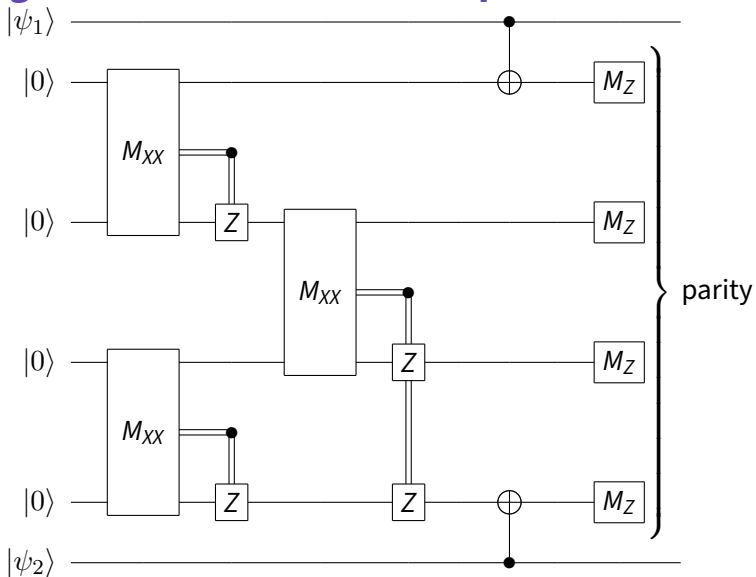 |ψ₁⟩
|0⟩
M_Z
M_XX
|0⟩
Z
M_Z
M_XX
parity
|0⟩
Z
M_Z
M_XX
|0⟩
Z
Z
M_Z
|ψ₂⟩